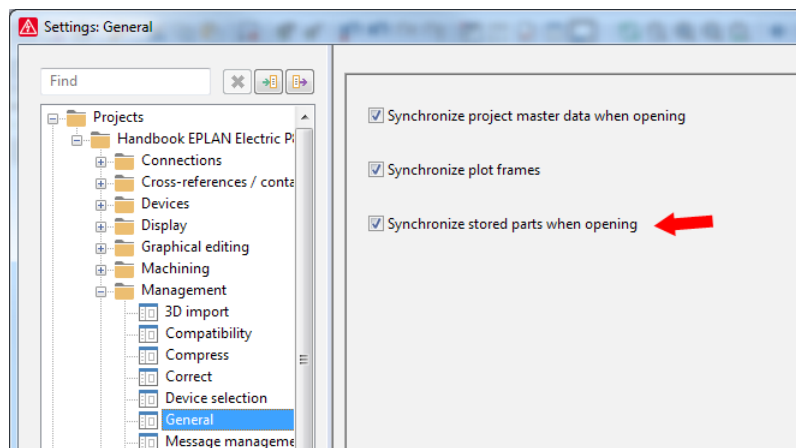 Settings: General
Find
Projects
Handbook EPLAN Electric
Connections
Cross-references / conta
Devices
Display
Graphical editing
Machining
Management
3D import
Compatibility
Compress
Correct
Device selection
General
Message manageme
Synchronize project master data when opening
Synchronize plot frames
Synchronize stored parts when opening